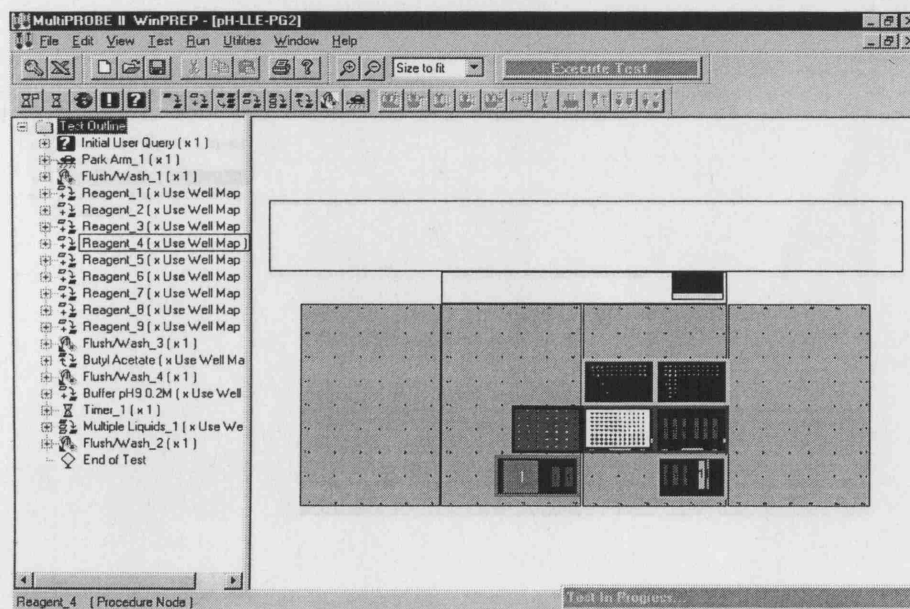 MultiPROBE II WinPREP - [pH-LLE-PG2]
File Edit View Test Run Utilities Window Help
Size to fit
Execute Test
Test Outline
Initial User Query ( x 1 )
Park Arm_1 ( x 1 )
Flush/Wash_1 ( x 1 )
Reagent_1 ( x Use Well Map
Reagent_2 ( x Use Well Map
Reagent_3 ( x Use Well Map
Reagent_4 ( x Use Well Map )
Reagent_5 ( x Use Well Map
Reagent_6 ( x Use Well Map
Reagent_7 ( x Use Well Map
Reagent_8 ( x Use Well Map
Reagent_9 ( x Use Well Map
Flush/Wash_3 ( x 1 )
Butyl Acetate ( x Use Well Ma
Flush/Wash_4 ( x 1 )
Buffer pH9 0.2M ( x Use Well
Timer_1 ( x 1 )
Multiple Liquids_1 ( x Use We
Flush/Wash_2 ( x 1 )
End of Test
Reagent_4 ( Procedure Node )
Test In Progress...